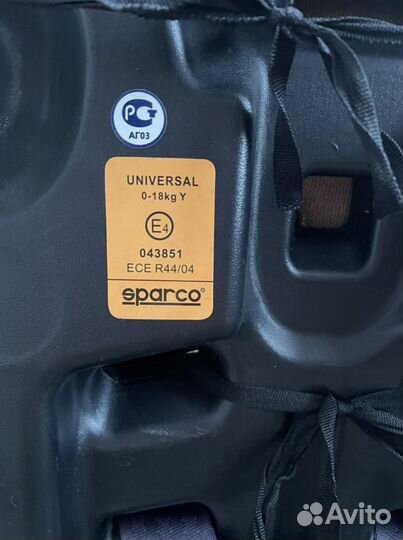 РСТ
АГ03
UNIVERSAL
0-18kg Y
E4
043851
ECE R44/04
sparco®
Avito